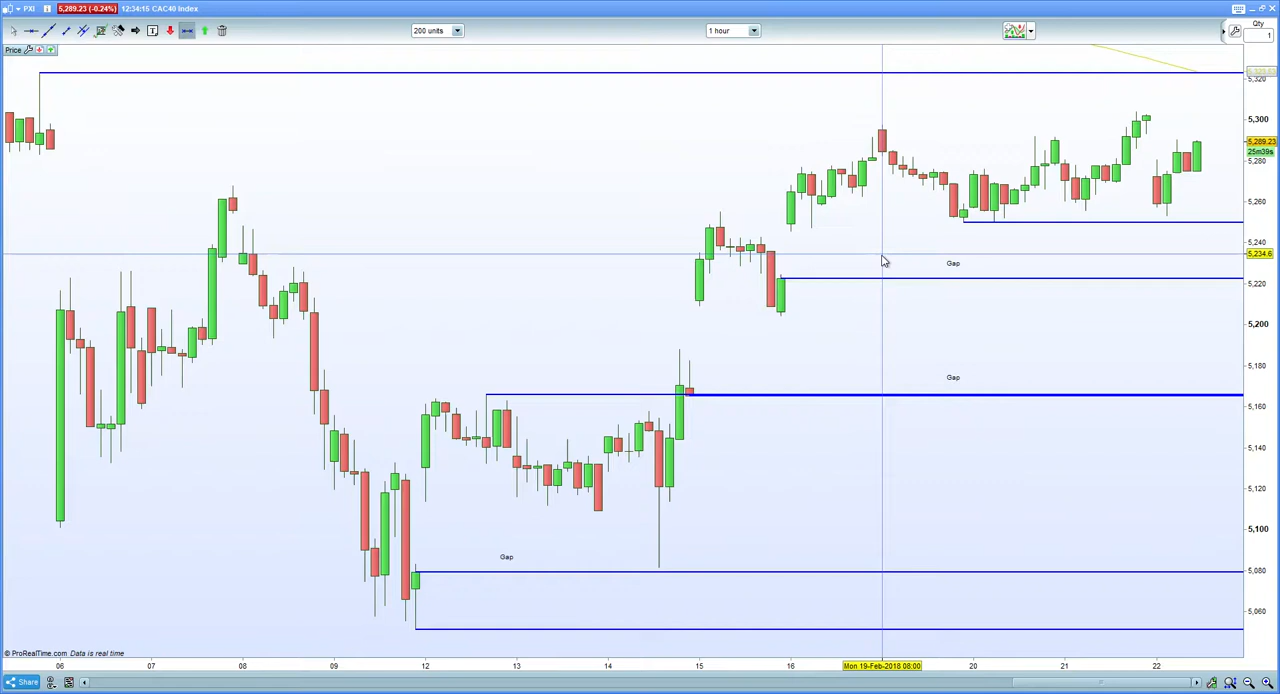 PXI 5,289.23 (-0.24%) 12:34:15 CAC40 Index
200 units 1 hour Qty
1
Price
5,320
5,300
5,289.23
25m39s
5,280
5,260
5,240
5,234.6
Gap
5,220
5,200
5,180
Gap
5,160
5,140
5,120
5,100
Gap
5,080
5,060
© ProRealTime.com Data is real time
06 07 08 09 12 13 14 15 16 Mon 19-Feb-2018 08:00 20 21 22
Share